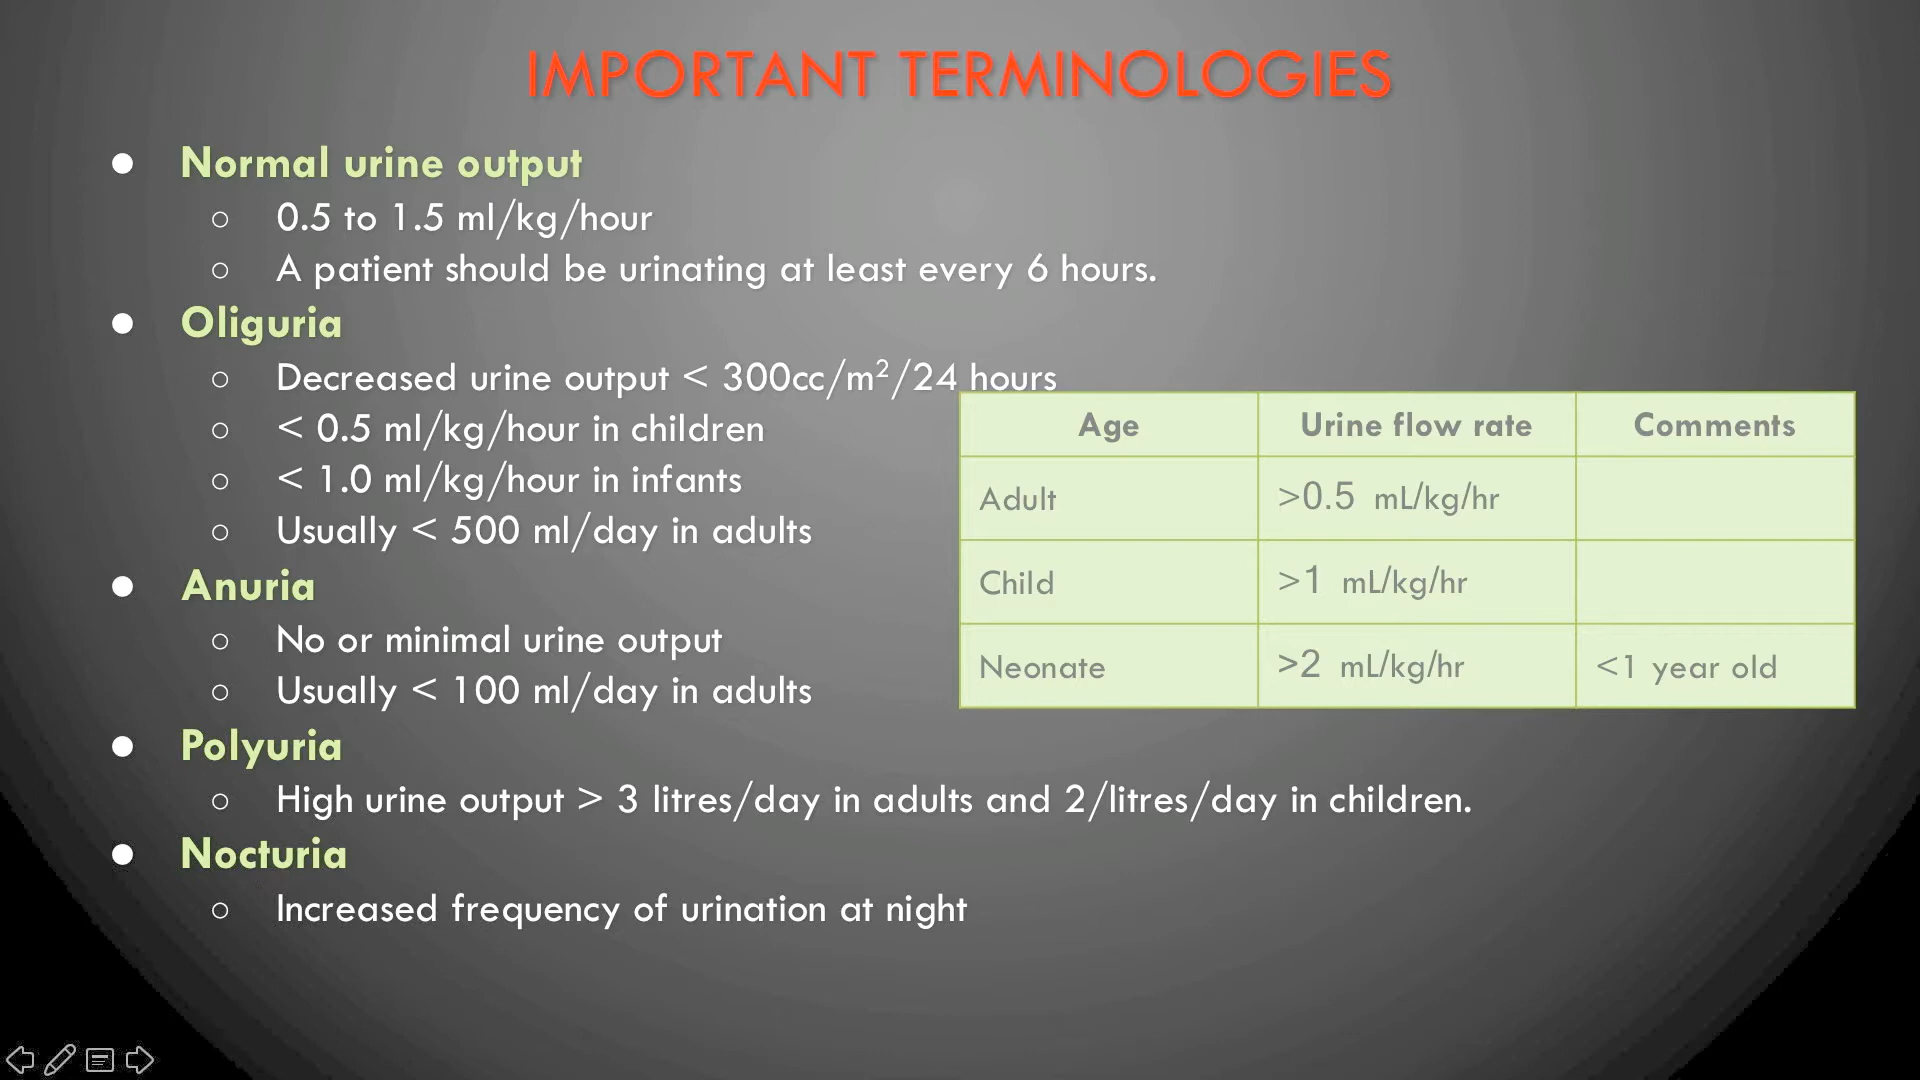 IMPORTANT TERMINOLOGIES
● Normal urine output
○ 0.5 to 1.5 ml/kg/hour
○ A patient should be urinating at least every 6 hours.
● Oliguria
○ Decreased urine output < 300cc/m²/24 hours
○ < 0.5 ml/kg/hour in children
○ < 1.0 ml/kg/hour in infants
○ Usually < 500 ml/day in adults
● Anuria
○ No or minimal urine output
○ Usually < 100 ml/day in adults
● Polyuria
○ High urine output > 3 litres/day in adults and 2/litres/day in children.
● Nocturia
○ Increased frequency of urination at night
Age Urine flow rate Comments
Adult >0.5 mL/kg/hr
Child >1 mL/kg/hr
Neonate >2 mL/kg/hr <1 year old